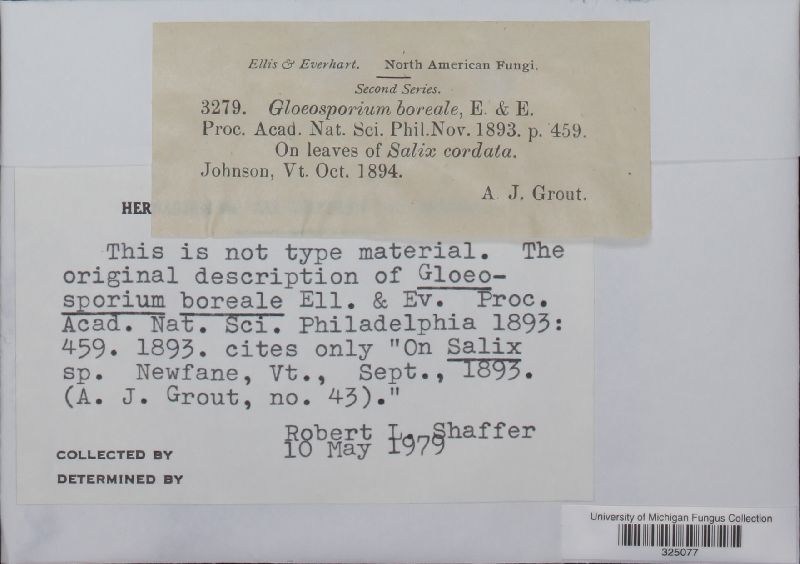 Ellis & Everhart. North American Fungi.
Second Series.
3279. Gloeosporium boreale, E. & E.
Proc. Acad. Nat. Sci. Phil. Nov. 1893. p. 459.
On leaves of Salix cordata.
Johnson, Vt. Oct. 1894.
A. J. Grout.
HER
This is not type material. The
original description of Gloeo-
sporium boreale Ell. & Ev. Proc.
Acad. Nat. Sci. Philadelphia 1893:
459. 1893. cites only "On Salix
sp. Newfane, Vt., Sept., 1893.
(A. J. Grout, no. 43)."
Robert L. Shaffer
10 May 1979
COLLECTED BY
DETERMINED BY
University of Michigan Fungus Collection
325077